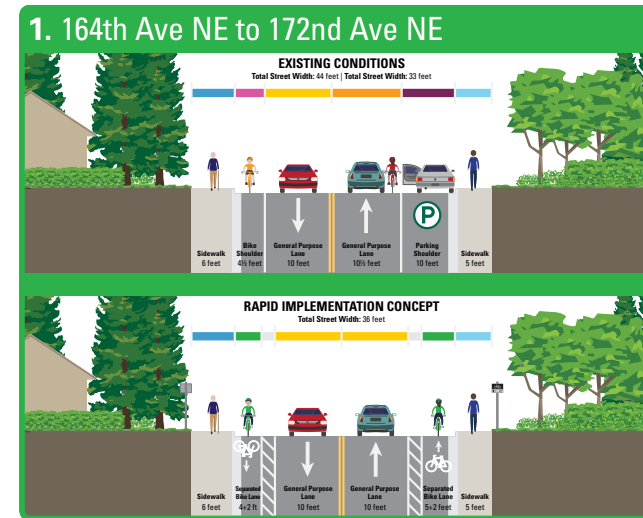 1. 164th Ave NE to 172nd Ave NE
EXISTING CONDITIONS
Total Street Width: 44 feet | Total Street Width: 33 feet
Sidewalk
6 feet
Bike
Shoulder
4½ feet
General Purpose
Lane
10 feet
General Purpose
Lane
10½ feet
P
Parking
Shoulder
10 feet
Sidewalk
5 feet
RAPID IMPLEMENTATION CONCEPT
Total Street Width: 36 feet
Sidewalk
6 feet
Separated
Bike Lane
4+2 ft
General Purpose
Lane
10 feet
General Purpose
Lane
10 feet
Separated
Bike Lane
5+2 feet
Sidewalk
5 feet